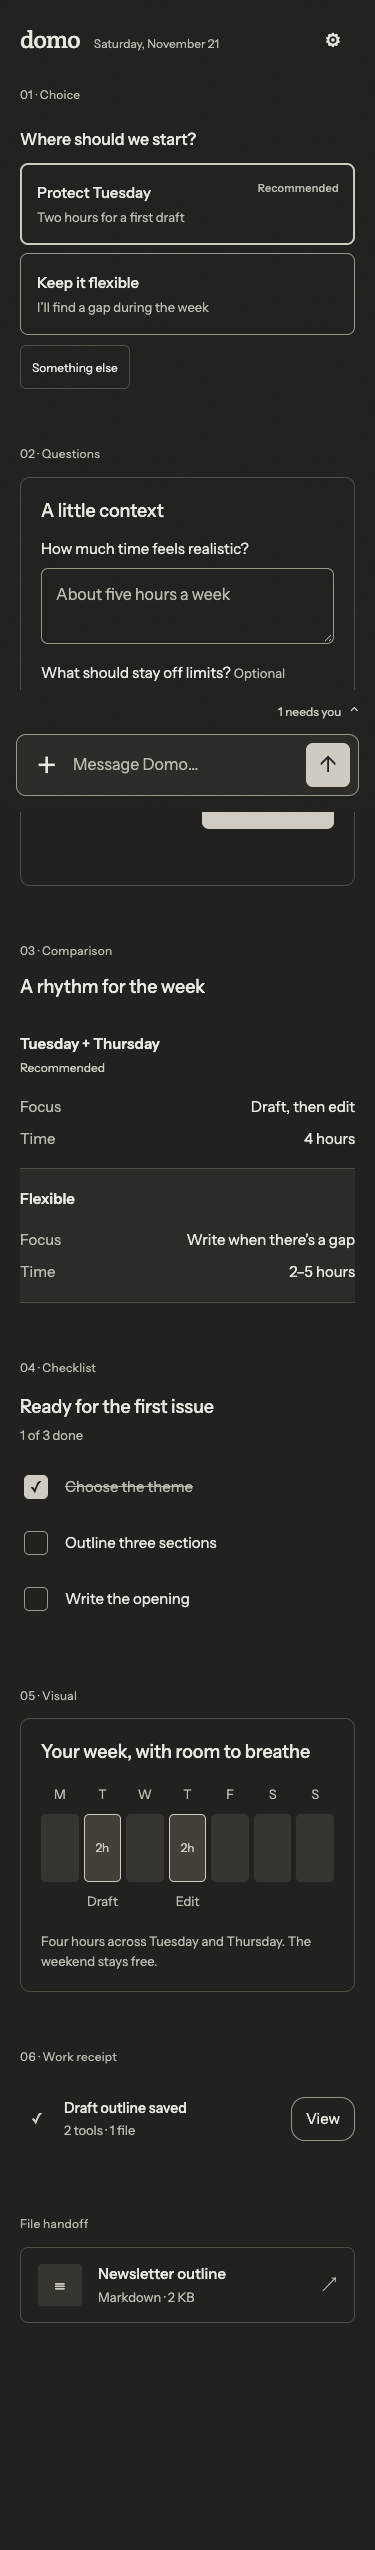 domo Saturday, November 21
01 · Choice
Where should we start?
Protect Tuesday
Recommended
Two hours for a first draft
Keep it flexible
I'll find a gap during the week
Something else
02 · Questions
A little context
How much time feels realistic?
About five hours a week
What should stay off limits? Optional
1 needs you
Message Domo...
03 · Comparison
A rhythm for the week
Tuesday + Thursday
Recommended
Focus Draft, then edit
Time 4 hours
Flexible
Focus Write when there's a gap
Time 2–5 hours
04 · Checklist
Ready for the first issue
1 of 3 done
Choose the theme
Outline three sections
Write the opening
05 · Visual
Your week, with room to breathe
M T W T F S S
2h 2h
Draft Edit
Four hours across Tuesday and Thursday. The
weekend stays free.
06 · Work receipt
Draft outline saved
2 tools · 1 file
View
File handoff
Newsletter outline
Markdown · 2 KB